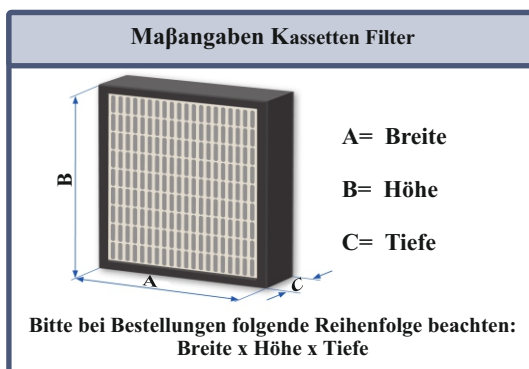 Maβangaben Kassetten Filter
A= Breite
B
B= Höhe
C= Tiefe
A
C
Bitte bei Bestellungen folgende Reihenfolge beachten:
Breite x Höhe x Tiefe